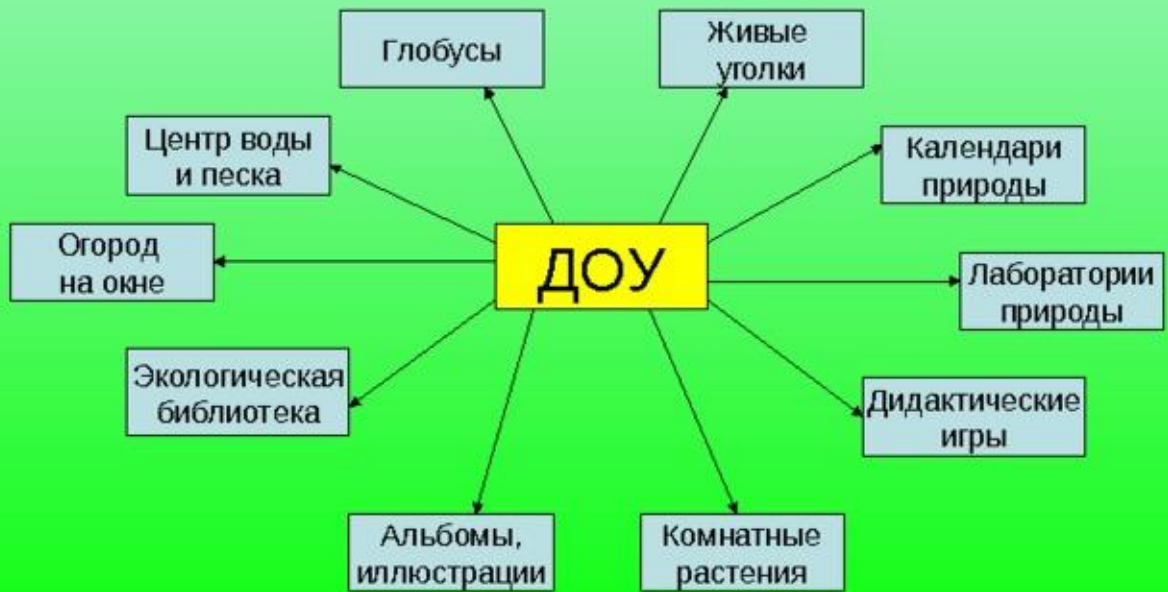 Глобусы
Живые
уголки
Центр воды
и песка
Календари
природы
Огород
на окне
ДОУ
Лаборатории
природы
Экологическая
библиотека
Дидактические
игры
Альбомы,
иллюстрации
Комнатные
растения